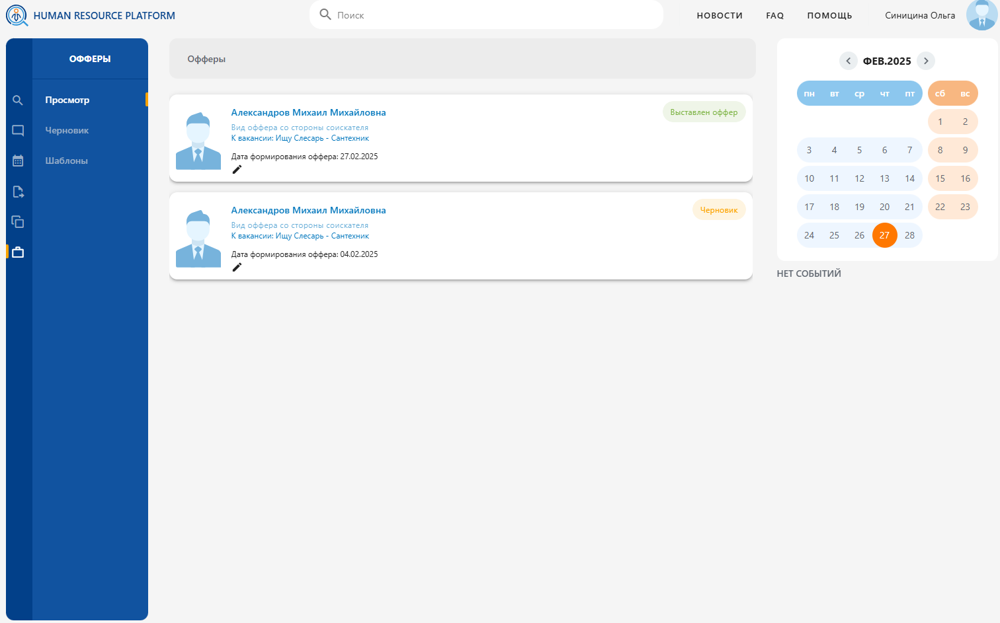 HUMAN RESOURCE PLATFORM
Поиск
НОВОСТИ
FAQ
ПОМОЩЬ
Синицина Ольга
ОФФЕРЫ
Просмотр
Черновик
Шаблоны
Офферы
Александров Михаил Михайловна
Выставлен оффер
Вид оффера со стороны соискателя
К вакансии: Ищу Слесарь - Сантехник
Дата формирования оффера: 27.02.2025
Александров Михаил Михайловна
Черновик
Вид оффера со стороны соискателя
К вакансии: Ищу Слесарь - Сантехник
Дата формирования оффера: 04.02.2025
ФЕВ.2025
пн вт ср чт пт сб вс
1 2
3 4 5 6 7 8 9
10 11 12 13 14 15 16
17 18 19 20 21 22 23
24 25 26 27 28
НЕТ СОБЫТИЙ